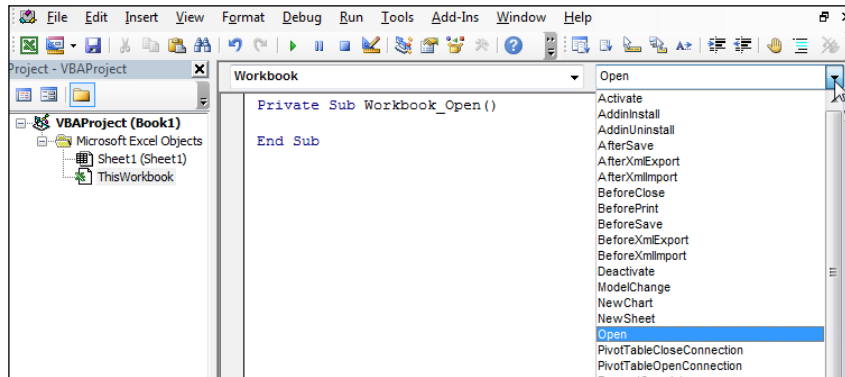 File Edit Insert View Format Debug Run Tools Add-Ins Window Help
Project - VBAProject
VBAProject (Book1)
Microsoft Excel Objects
Sheet1 (Sheet1)
ThisWorkbook
Workbook
Open
Private Sub Workbook_Open()
End Sub
Activate
AddinInstall
AddinUninstall
AfterSave
AfterXmlExport
AfterXmlImport
BeforeClose
BeforePrint
BeforeSave
BeforeXmlExport
BeforeXmlImport
Deactivate
ModelChange
NewChart
NewSheet
Open
PivotTableCloseConnection
PivotTableOpenConnection